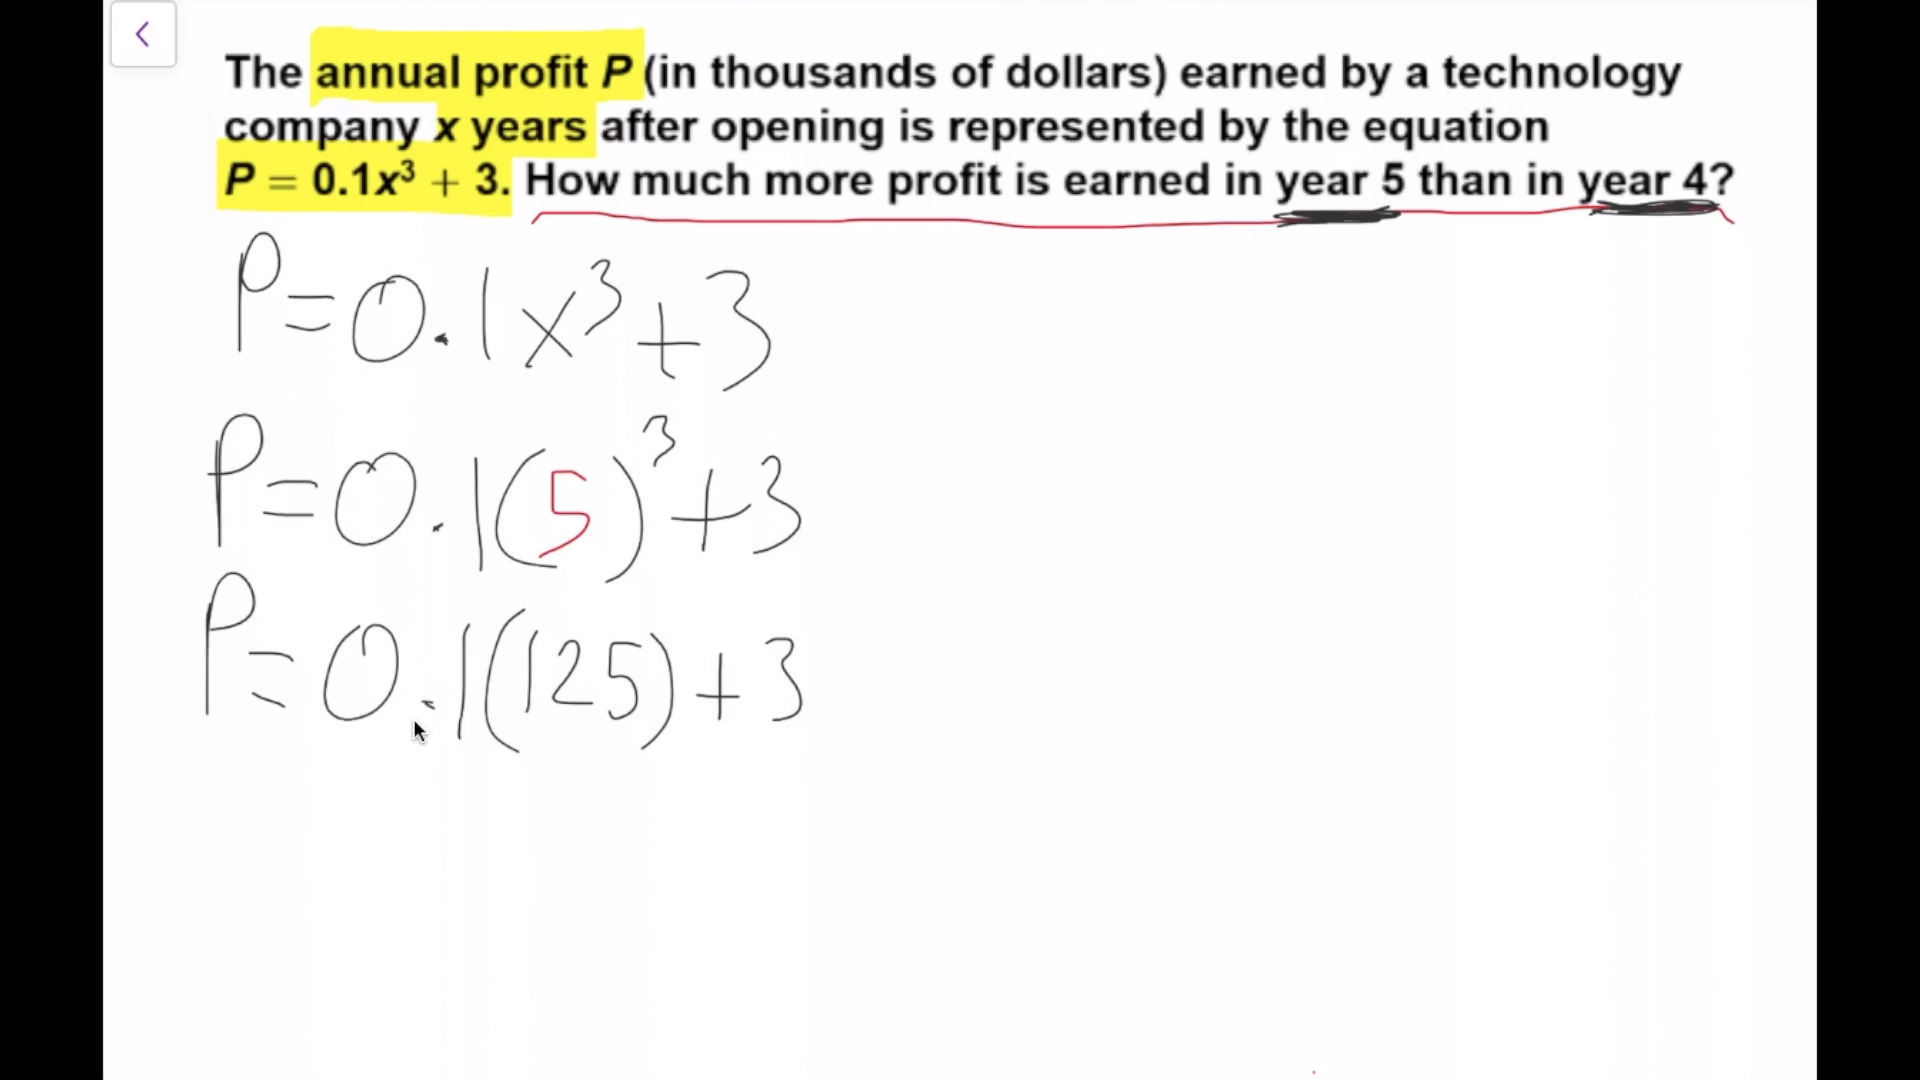 The annual profit P (in thousands of dollars) earned by a technology
company x years after opening is represented by the equation
P = 0.1x³ + 3. How much more profit is earned in year 5 than in year 4?
P=0.1x³+3
P=0.1(5)³+3
P=0.1(125)+3